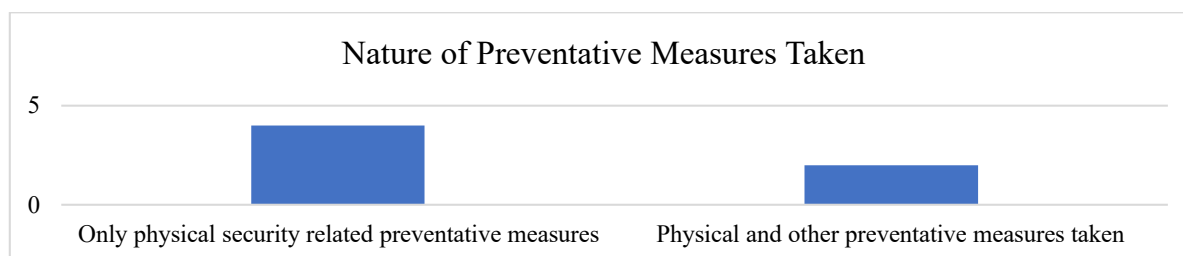 Nature of Preventative Measures Taken
5
0
Only physical security related preventative measures
Physical and other preventative measures taken